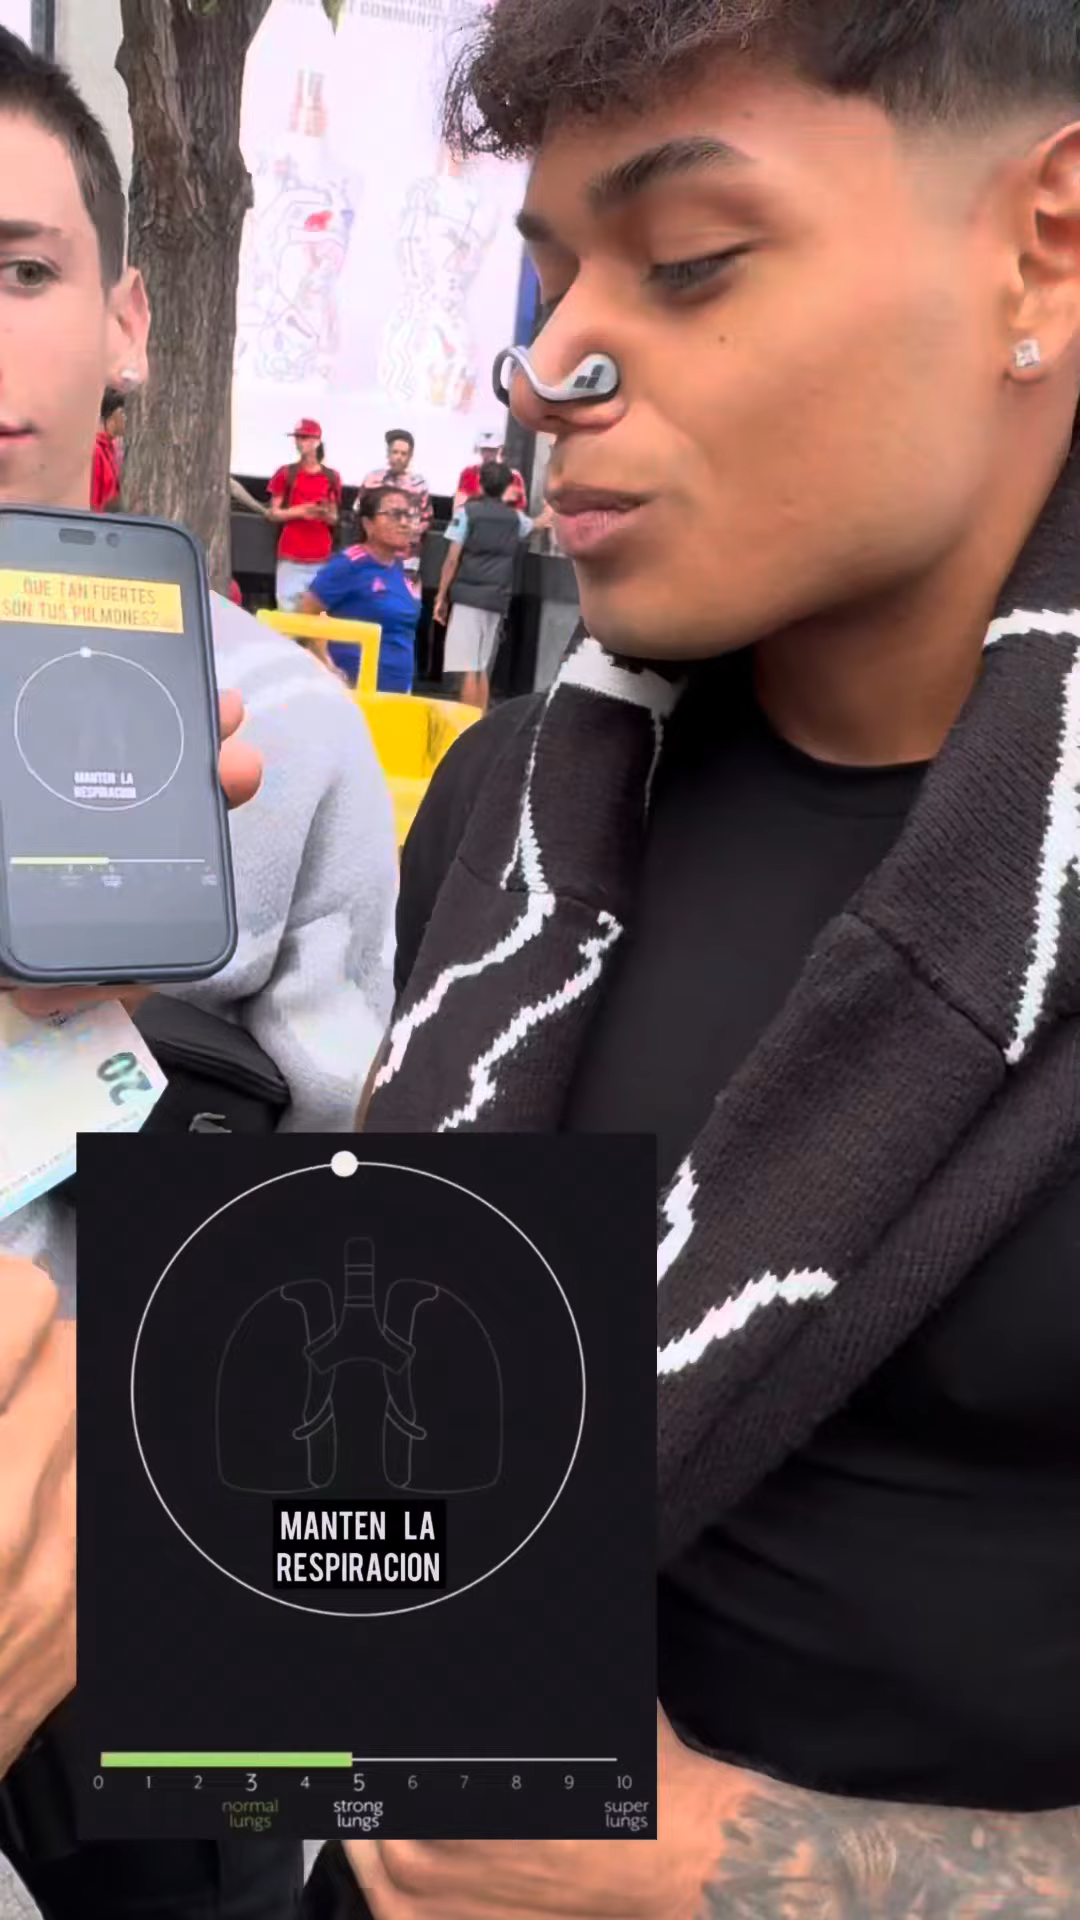 COMMUNITY
QUE TAN FUERTES
SON TUS PULMONES?
MANTEN LA
RESPIRACION
20
MANTEN LA
RESPIRACION
0 1 2 3 4 5 6 7 8 9 10
normal lungs strong lungs super lungs